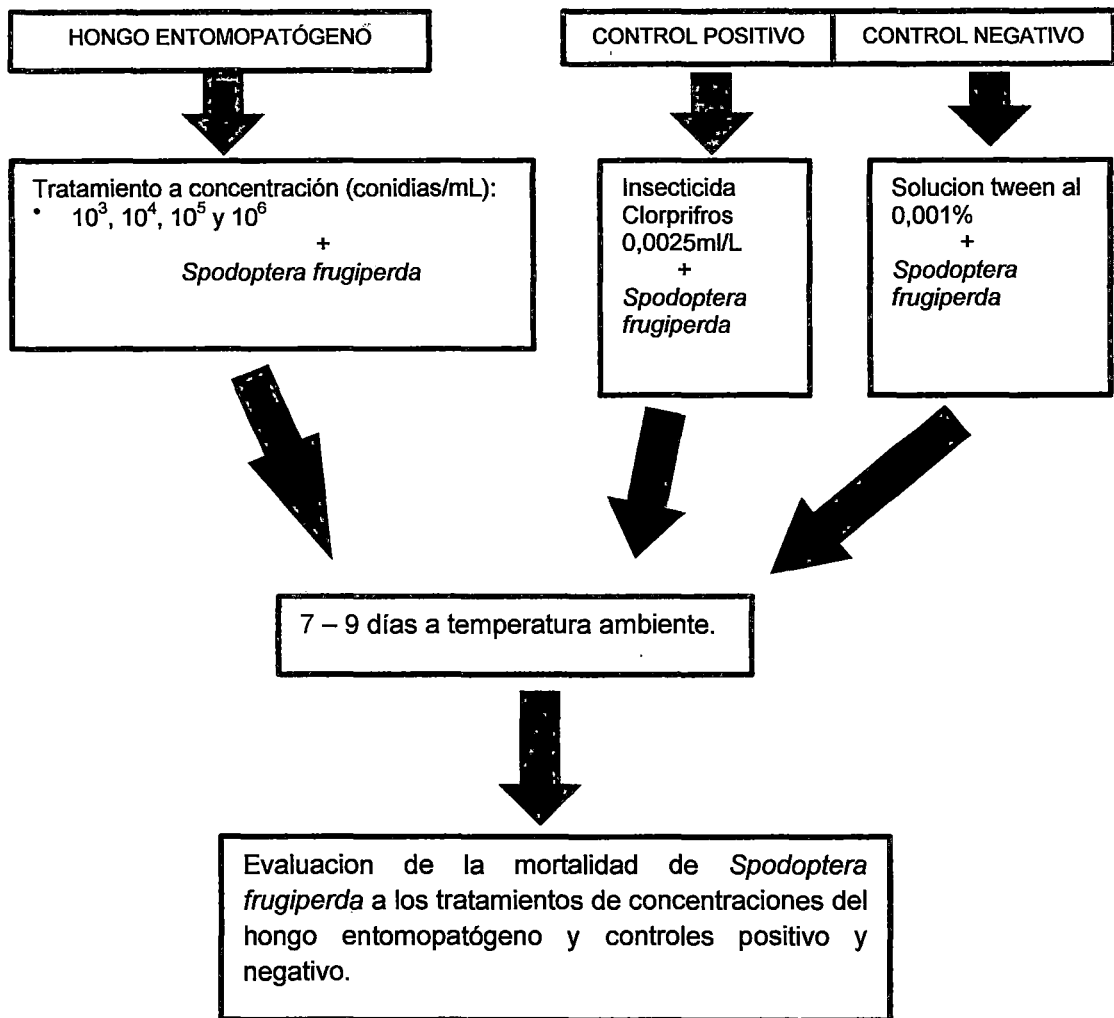 HONGO ENTOMOPATÓGENO
CONTROL POSITIVO
CONTROL NEGATIVO
Tratamiento a concentración (conidias/mL):
• 10³, 10⁴, 10⁵ y 10⁶
+
Spodoptera frugiperda
Insecticida
Clorprifros
0,0025ml/L
+
Spodoptera
frugiperda
Solucion tween al
0,001%
+
Spodoptera
frugiperda
7 – 9 días a temperatura ambiente.
Evaluacion de la mortalidad de Spodoptera
frugiperda a los tratamientos de concentraciones del
hongo entomopatógeno y controles positivo y
negativo.